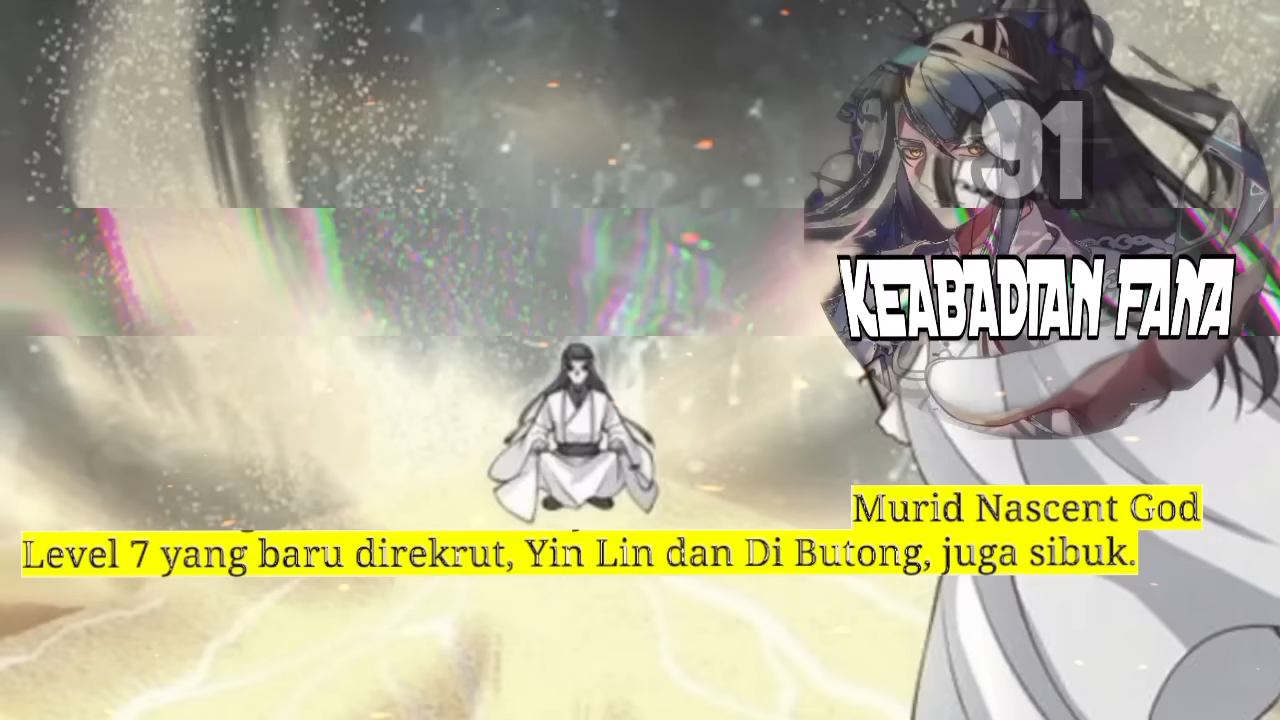 91
KEABADIAN FANA
Murid Nascent God
Level 7 yang baru direkrut, Yin Lin dan Di Butong, juga sibuk.